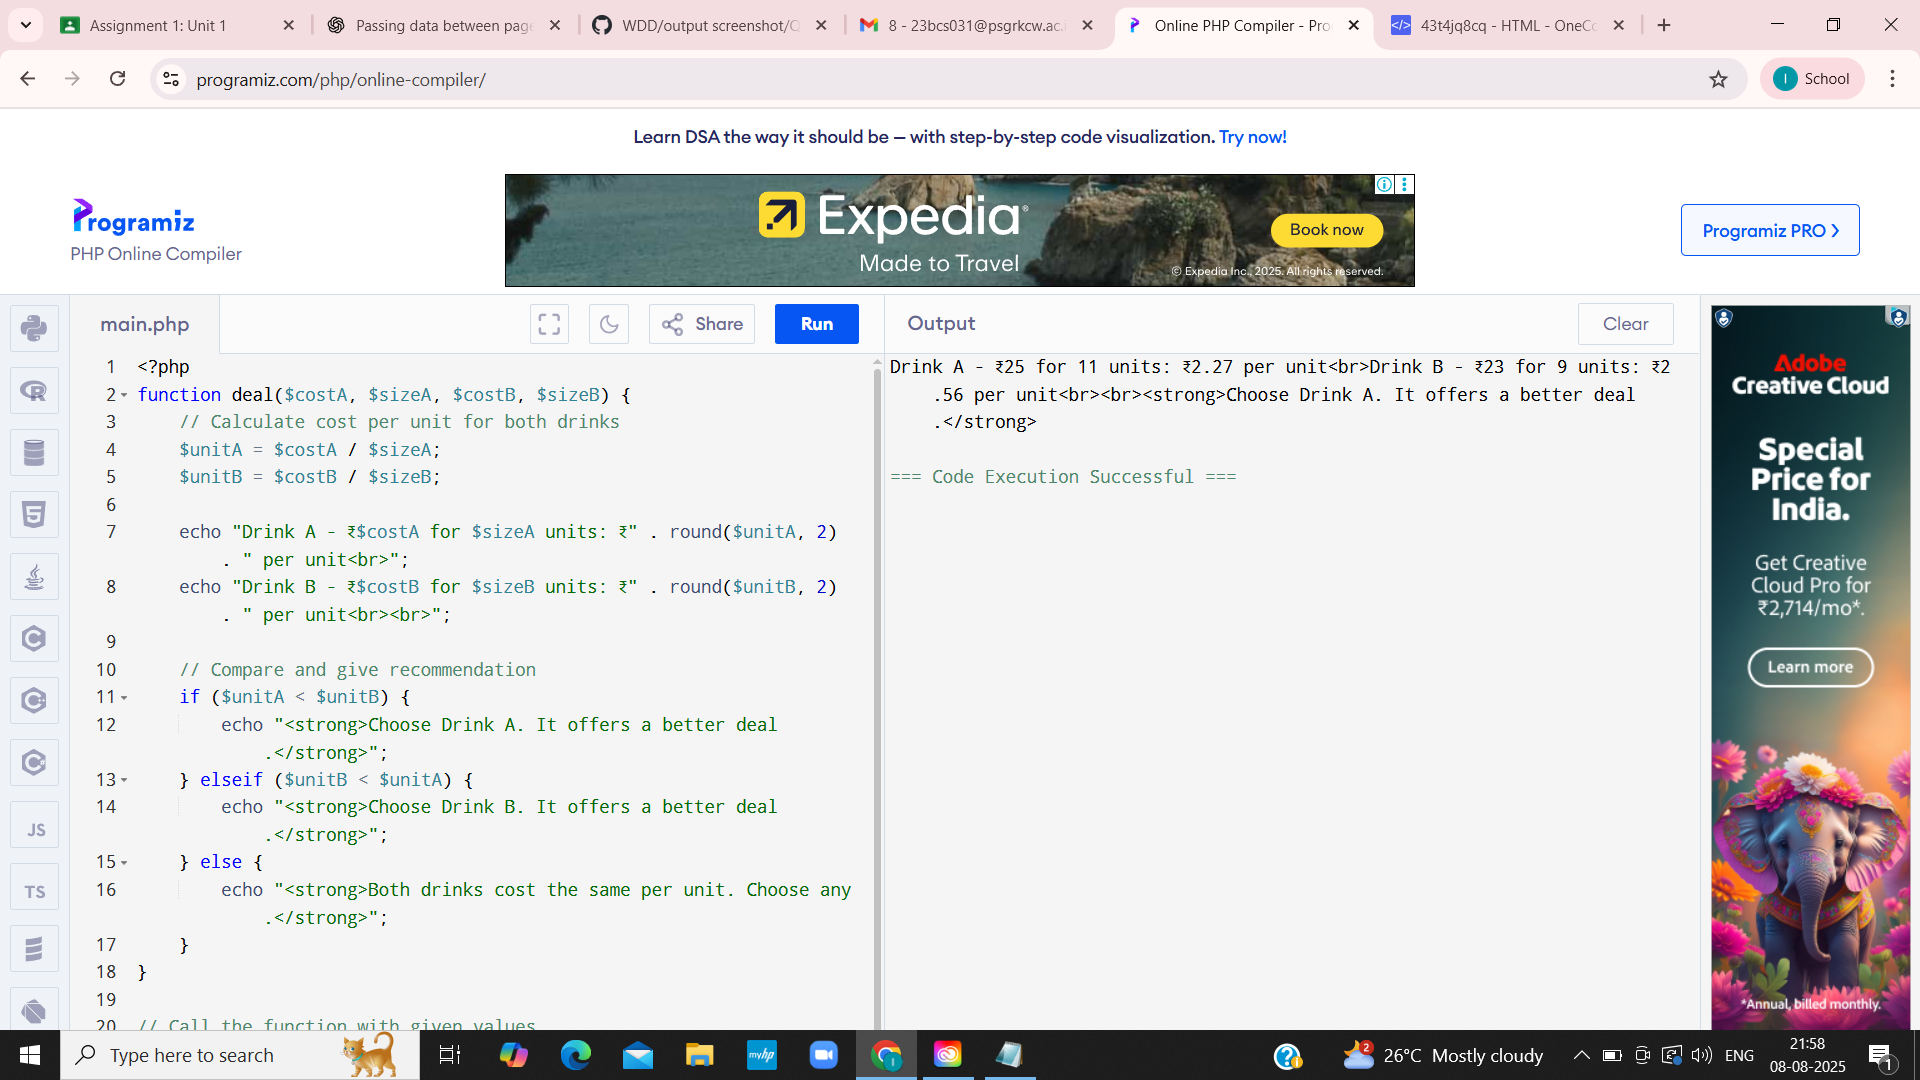 Assignment 1: Unit 1
Passing data between page
WDD/output screenshot/Q
8 - 23bcs031@psgrkcw.ac.i
Online PHP Compiler - Pro
43t4jq8cq - HTML - OneCo
programiz.com/php/online-compiler/
School
Learn DSA the way it should be — with step-by-step code visualization. Try now!
Programiz
PHP Online Compiler
Expedia
Made to Travel
Book now
© Expedia Inc., 2025. All rights reserved.
Programiz PRO
main.php
Share
Run
Output
Clear
1 <?php
2 function deal($costA, $sizeA, $costB, $sizeB) {
3 // Calculate cost per unit for both drinks
4 $unitA = $costA / $sizeA;
5 $unitB = $costB / $sizeB;
6
7 echo "Drink A - ₹$costA for $sizeA units: ₹" . round($unitA, 2)
. " per unit<br>";
8 echo "Drink B - ₹$costB for $sizeB units: ₹" . round($unitB, 2)
. " per unit<br><br>";
9
10 // Compare and give recommendation
11 if ($unitA < $unitB) {
12 echo "<strong>Choose Drink A. It offers a better deal
.</strong>";
13 } elseif ($unitB < $unitA) {
14 echo "<strong>Choose Drink B. It offers a better deal
.</strong>";
15 } else {
16 echo "<strong>Both drinks cost the same per unit. Choose any
.</strong>";
17 }
18 }
19
20 // Call the function with given values
Drink A - ₹25 for 11 units: ₹2.27 per unit<br>Drink B - ₹23 for 9 units: ₹2
.56 per unit<br><br><strong>Choose Drink A. It offers a better deal
.</strong>
=== Code Execution Successful ===
JS
TS
Adobe
Creative Cloud
Special
Price for
India.
Get Creative
Cloud Pro for
₹2,714/mo*.
Learn more
*Annual, billed monthly.
Type here to search
myhp
2
26°C Mostly cloudy
ENG
21:58
08-08-2025
1